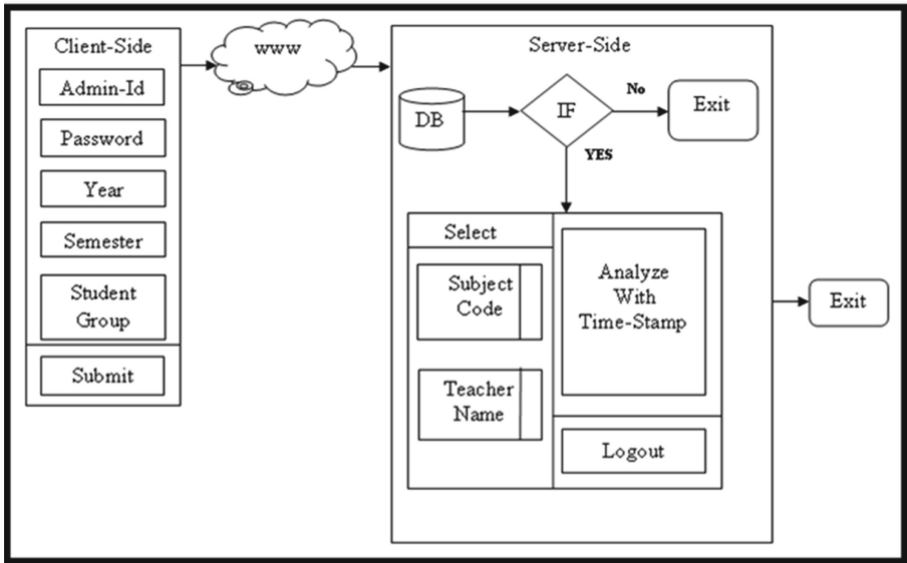 Client-Side
Admin-Id
Password
Year
Semester
Student
Group
Submit
WWW
Server-Side
DB
IF
No
Exit
YES
Select
Subject
Code
Teacher
Name
Analyze
With
Time-Stamp
Logout
Exit